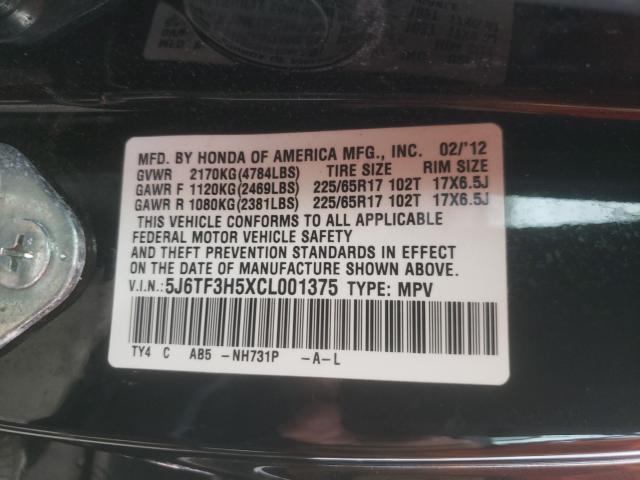 MFD. BY HONDA OF AMERICA MFG., INC. 02/'12
GVWR 2170KG(4784LBS) TIRE SIZE RIM SIZE
GAWR F 1120KG(2469LBS) 225/65R17 102T 17X6.5J
GAWR R 1080KG(2381LBS) 225/65R17 102T 17X6.5J
THIS VEHICLE CONFORMS TO ALL APPLICABLE
FEDERAL MOTOR VEHICLE SAFETY
AND THEFT PREVENTION STANDARDS IN EFFECT
ON THE DATE OF MANUFACTURE SHOWN ABOVE.
V.I.N.: 5J6TF3H5XCL001375 TYPE: MPV
TY4 C AB5 -NH731P -A-L